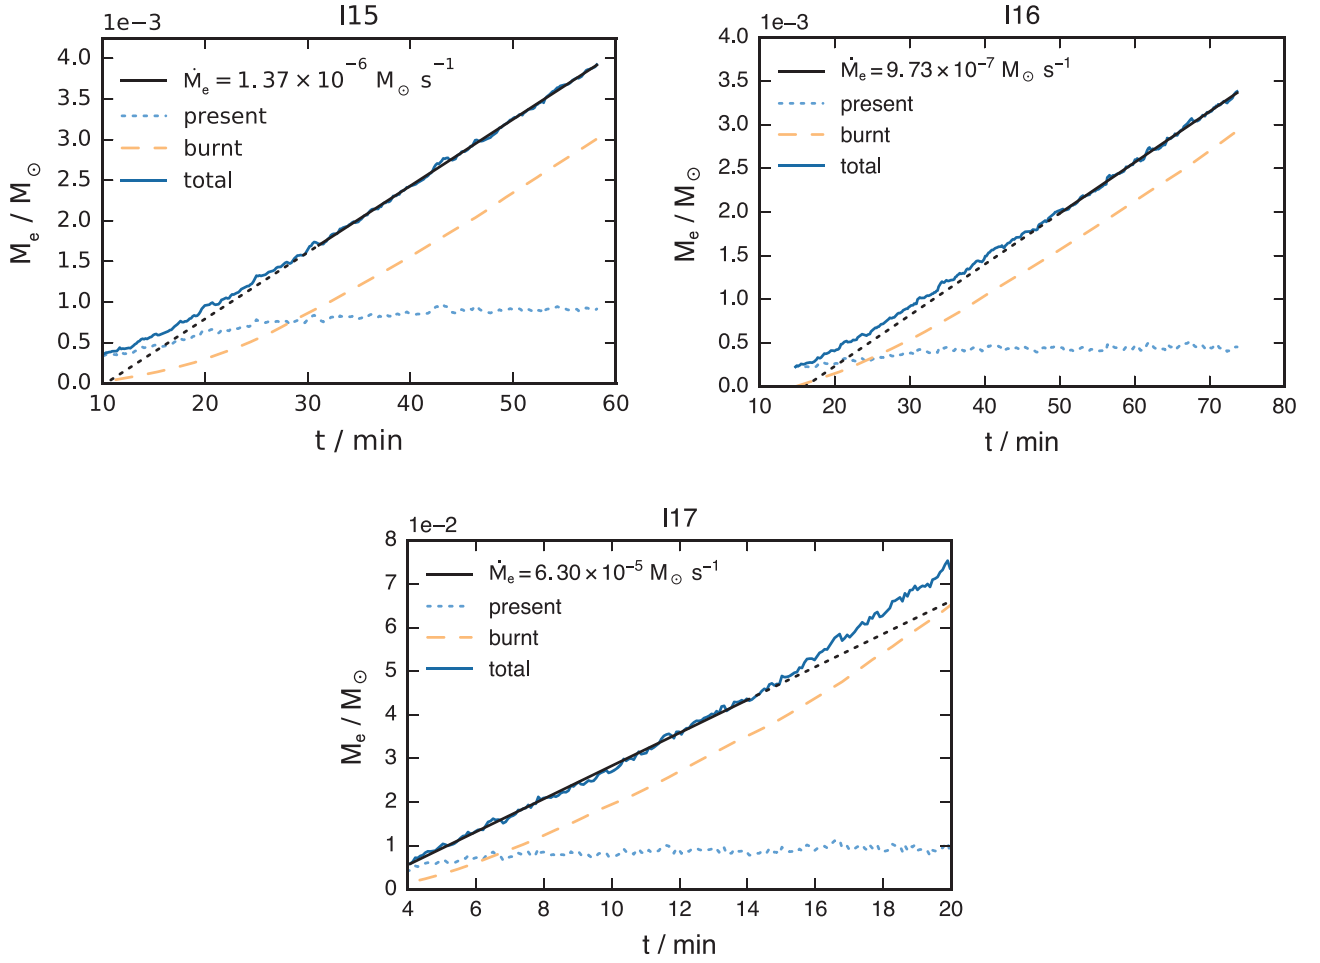 I15
1e−3
Ṁe = 1.37 × 10−6 M⊙ s−1
present
burnt
total
4.0
3.5
3.0
2.5
2.0
1.5
1.0
0.5
0.0
Me / M⊙
10 20 30 40 50 60
t / min
I16
1e−3
Ṁe = 9.73 × 10−7 M⊙ s−1
present
burnt
total
4.0
3.5
3.0
2.5
2.0
1.5
1.0
0.5
0.0
Me / M⊙
10 20 30 40 50 60 70 80
t / min
I17
1e−2
Ṁe = 6.30 × 10−5 M⊙ s−1
present
burnt
total
8
7
6
5
4
3
2
1
0
Me / M⊙
4 6 8 10 12 14 16 18 20
t / min